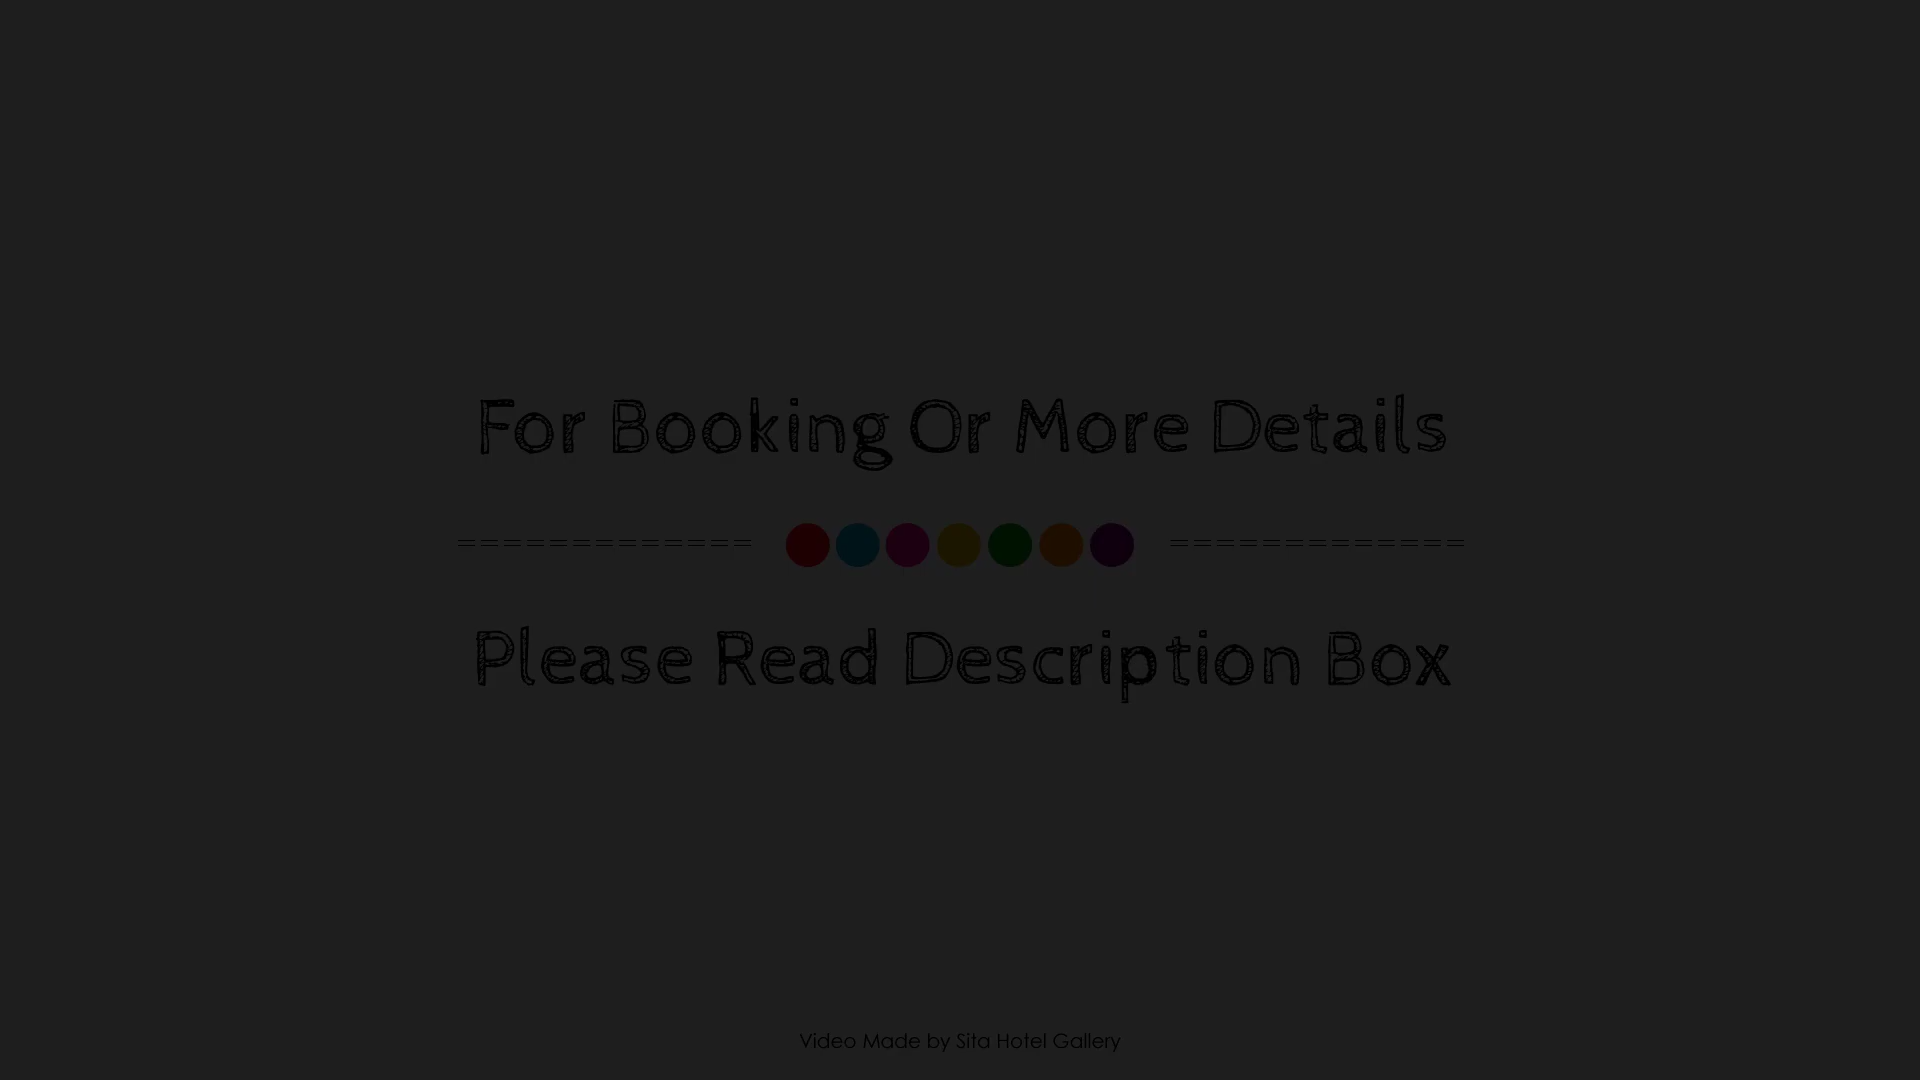 For Booking Or More Details
============= =============
Please Read Description Box
Video Made by Sita Hotel Gallery